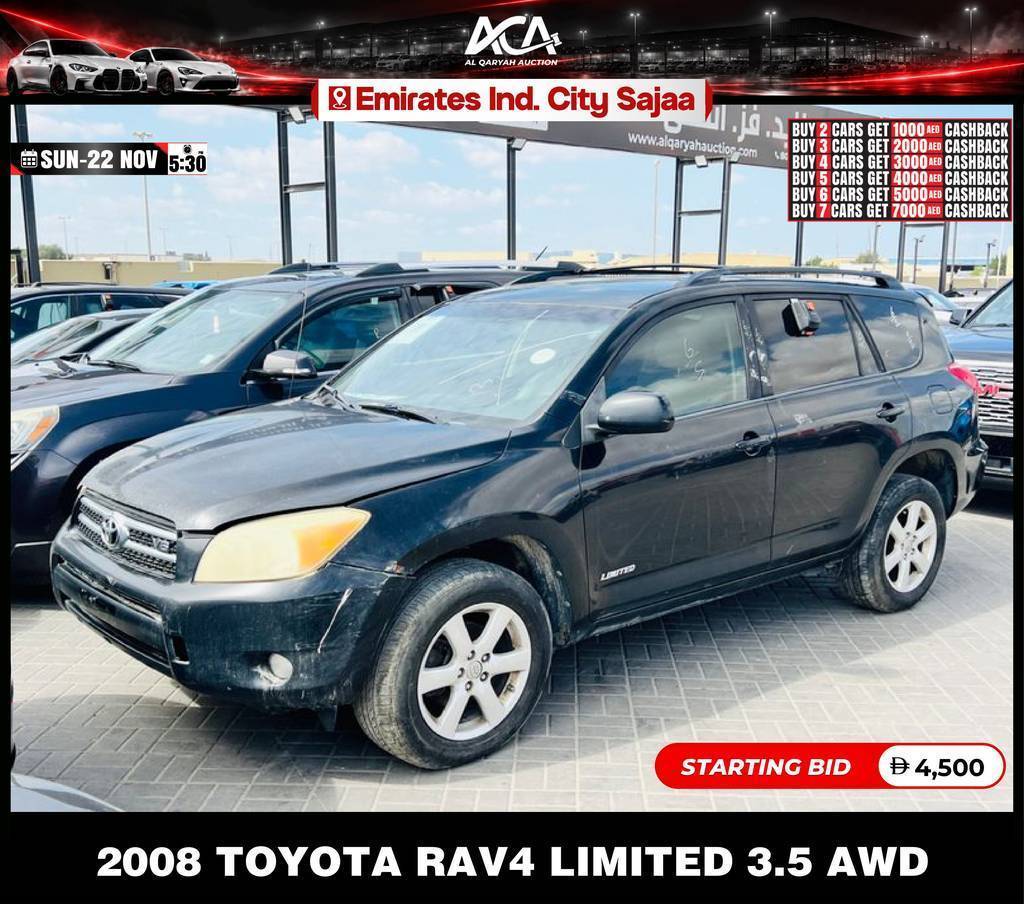 ACA
AL QARYAH AUCTION
Emirates Ind. City Sajaa
SUN-22 NOV 5:30
www.alqaryahauction.com
BUY 2 CARS GET 1000 AED CASHBACK
BUY 3 CARS GET 2000 AED CASHBACK
BUY 4 CARS GET 3000 AED CASHBACK
BUY 5 CARS GET 4000 AED CASHBACK
BUY 6 CARS GET 5000 AED CASHBACK
BUY 7 CARS GET 7000 AED CASHBACK
LIMITED
STARTING BID 4,500
2008 TOYOTA RAV4 LIMITED 3.5 AWD